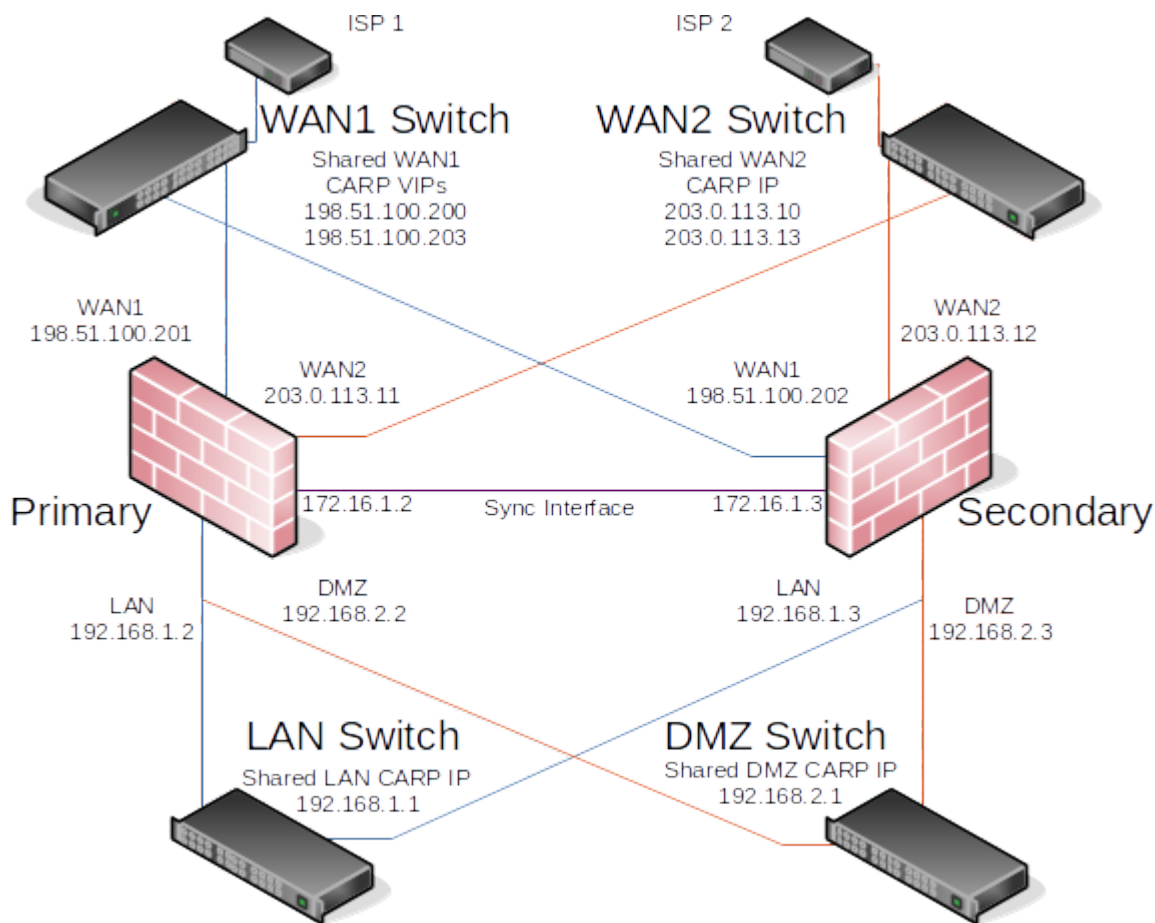 ISP 1
ISP 2
WAN1 Switch
Shared WAN1
CARP VIPs
198.51.100.200
198.51.100.203
WAN2 Switch
Shared WAN2
CARP IP
203.0.113.10
203.0.113.13
WAN1
198.51.100.201
WAN2
203.0.113.11
WAN1
198.51.100.202
WAN2
203.0.113.12
Primary
172.16.1.2
Sync Interface
172.16.1.3
Secondary
LAN
192.168.1.2
DMZ
192.168.2.2
LAN
192.168.1.3
DMZ
192.168.2.3
LAN Switch
Shared LAN CARP IP
192.168.1.1
DMZ Switch
Shared DMZ CARP IP
192.168.2.1